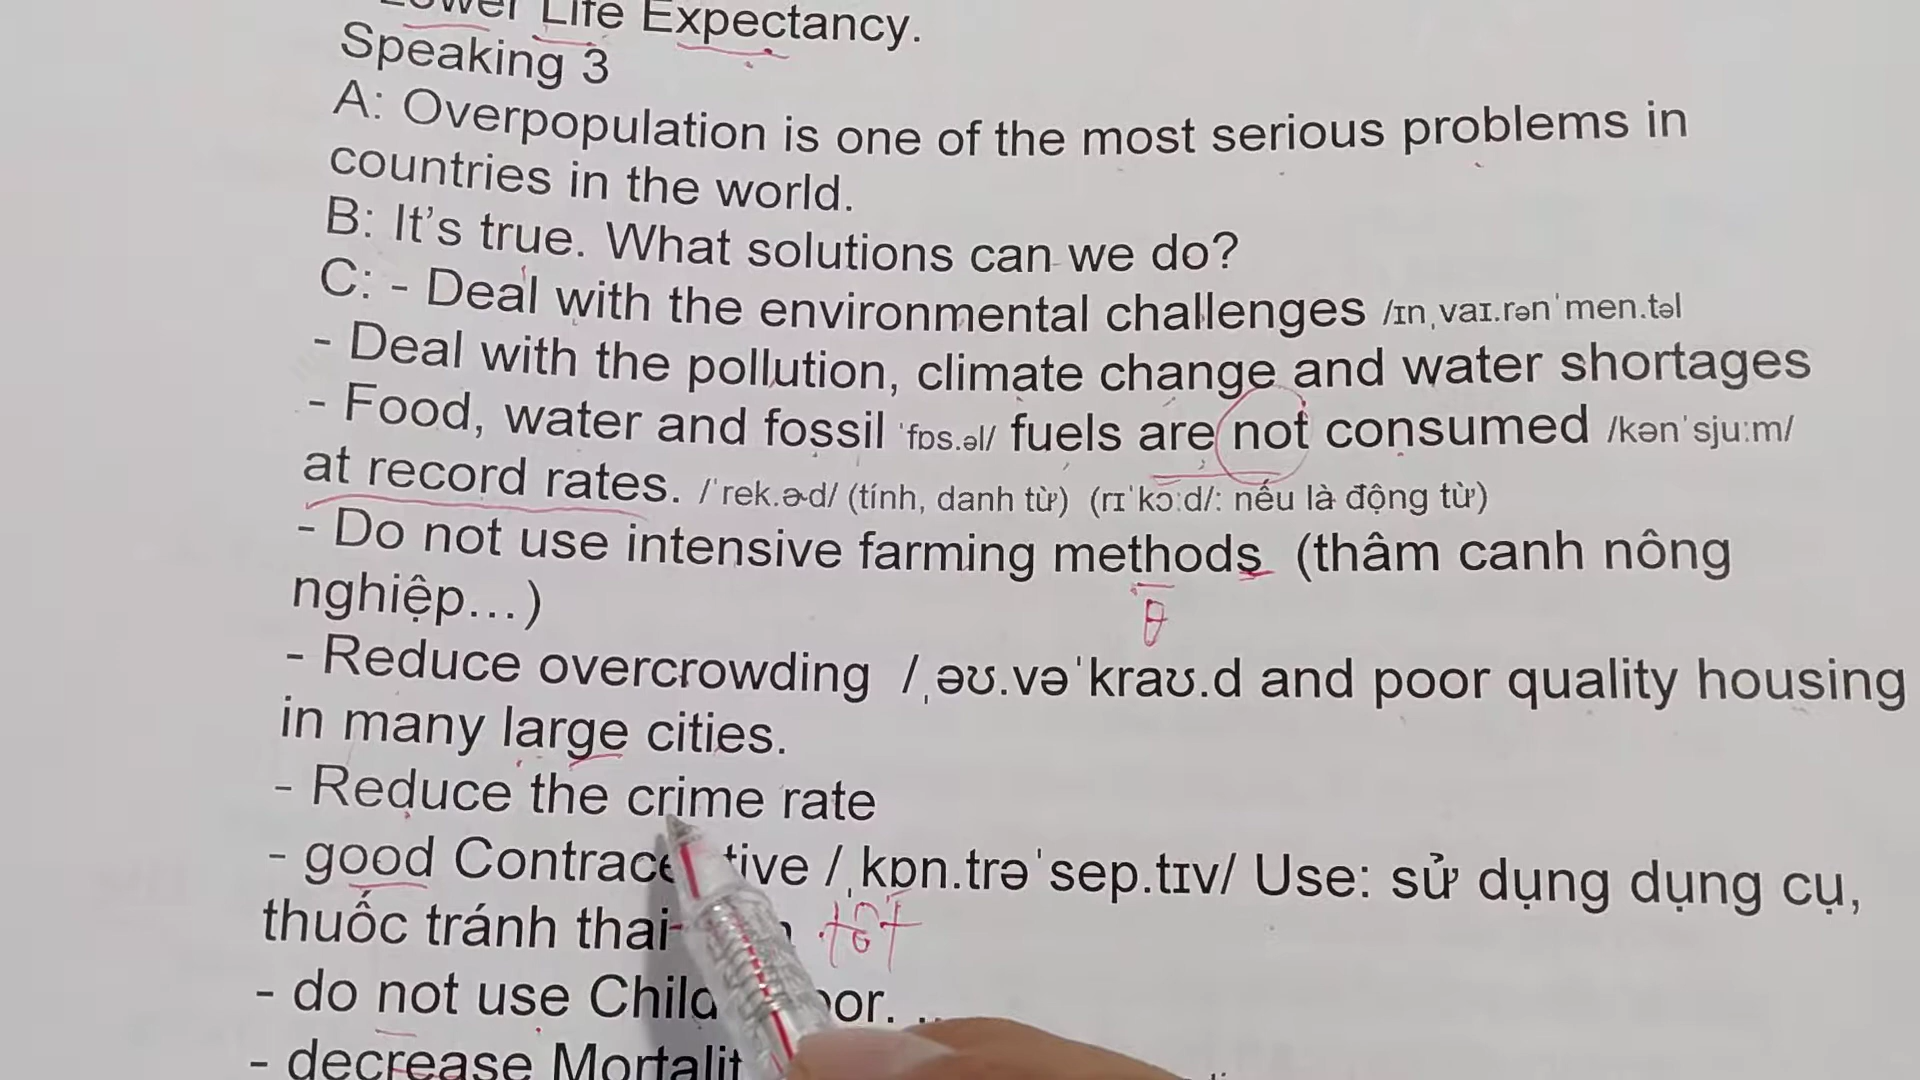 Lower Life Expectancy.
Speaking 3
A: Overpopulation is one of the most serious problems in
countries in the world.
B: It's true. What solutions can we do?
C: - Deal with the environmental challenges /ɪnˌvaɪ.rənˈmen.təl
- Deal with the pollution, climate change and water shortages
- Food, water and fossil ˈfɒs.əl/ fuels are not consumed /kənˈsjuːm/
at record rates. /ˈrek.ɚd/ (tính, danh từ) (rɪˈkɔːd/: nếu là động từ)
- Do not use intensive farming methods (thâm canh nông
nghiệp...)
θ
- Reduce overcrowding /ˌəʊ.vəˈkraʊ.d and poor quality housing
in many large cities.
- Reduce the crime rate
- good /ˌkɒn.trəˈsep.tɪv/ Use: sử dụng dụng cụ,
thuốc tránh thai tốt
- do not use
- decrease